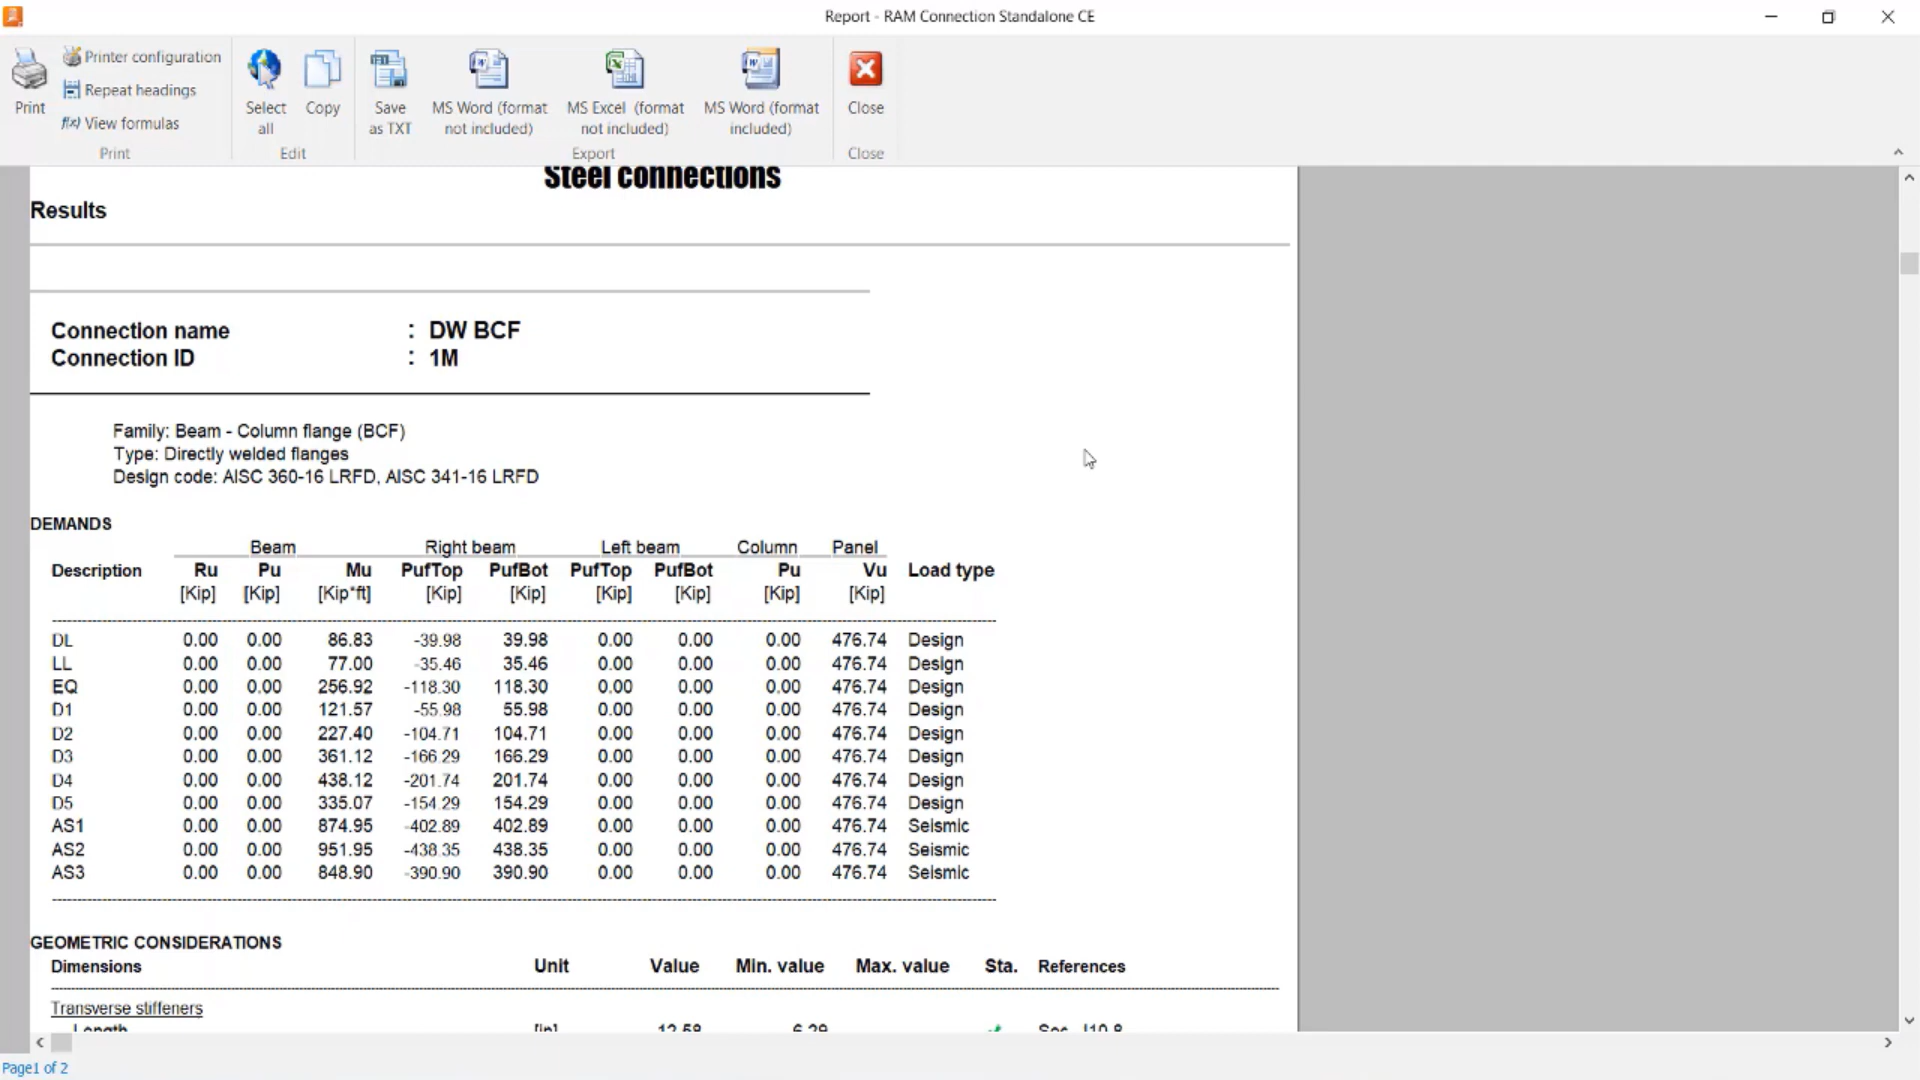 Report - RAM Connection Standalone CE
Print
Printer configuration
Repeat headings
f(x) View formulas
Print
Select all
Copy
Edit
Save as TXT
MS Word (format not included)
MS Excel (format not included)
MS Word (format included)
Export
Close
Close
Steel connections
Results
Connection name : DW BCF
Connection ID : 1M
Family: Beam - Column flange (BCF)
Type: Directly welded flanges
Design code: AISC 360-16 LRFD, AISC 341-16 LRFD
DEMANDS
Beam Right beam Left beam Column Panel
Description Ru Pu Mu PufTop PufBot PufTop PufBot Pu Vu Load type
[Kip] [Kip] [Kip*ft] [Kip] [Kip] [Kip] [Kip] [Kip] [Kip]
DL 0.00 0.00 86.83 -39.98 39.98 0.00 0.00 0.00 476.74 Design
LL 0.00 0.00 77.00 -35.46 35.46 0.00 0.00 0.00 476.74 Design
EQ 0.00 0.00 256.92 -118.30 118.30 0.00 0.00 0.00 476.74 Design
D1 0.00 0.00 121.57 -55.98 55.98 0.00 0.00 0.00 476.74 Design
D2 0.00 0.00 227.40 -104.71 104.71 0.00 0.00 0.00 476.74 Design
D3 0.00 0.00 361.12 -166.29 166.29 0.00 0.00 0.00 476.74 Design
D4 0.00 0.00 438.12 -201.74 201.74 0.00 0.00 0.00 476.74 Design
D5 0.00 0.00 335.07 -154.29 154.29 0.00 0.00 0.00 476.74 Design
AS1 0.00 0.00 874.95 -402.89 402.89 0.00 0.00 0.00 476.74 Seismic
AS2 0.00 0.00 951.95 -438.35 438.35 0.00 0.00 0.00 476.74 Seismic
AS3 0.00 0.00 848.90 -390.90 390.90 0.00 0.00 0.00 476.74 Seismic
GEOMETRIC CONSIDERATIONS
Dimensions Unit Value Min. value Max. value Sta. References
Transverse stiffeners
Length [in] 12.58 6.29 Sec. J10.8
Page1 of 2